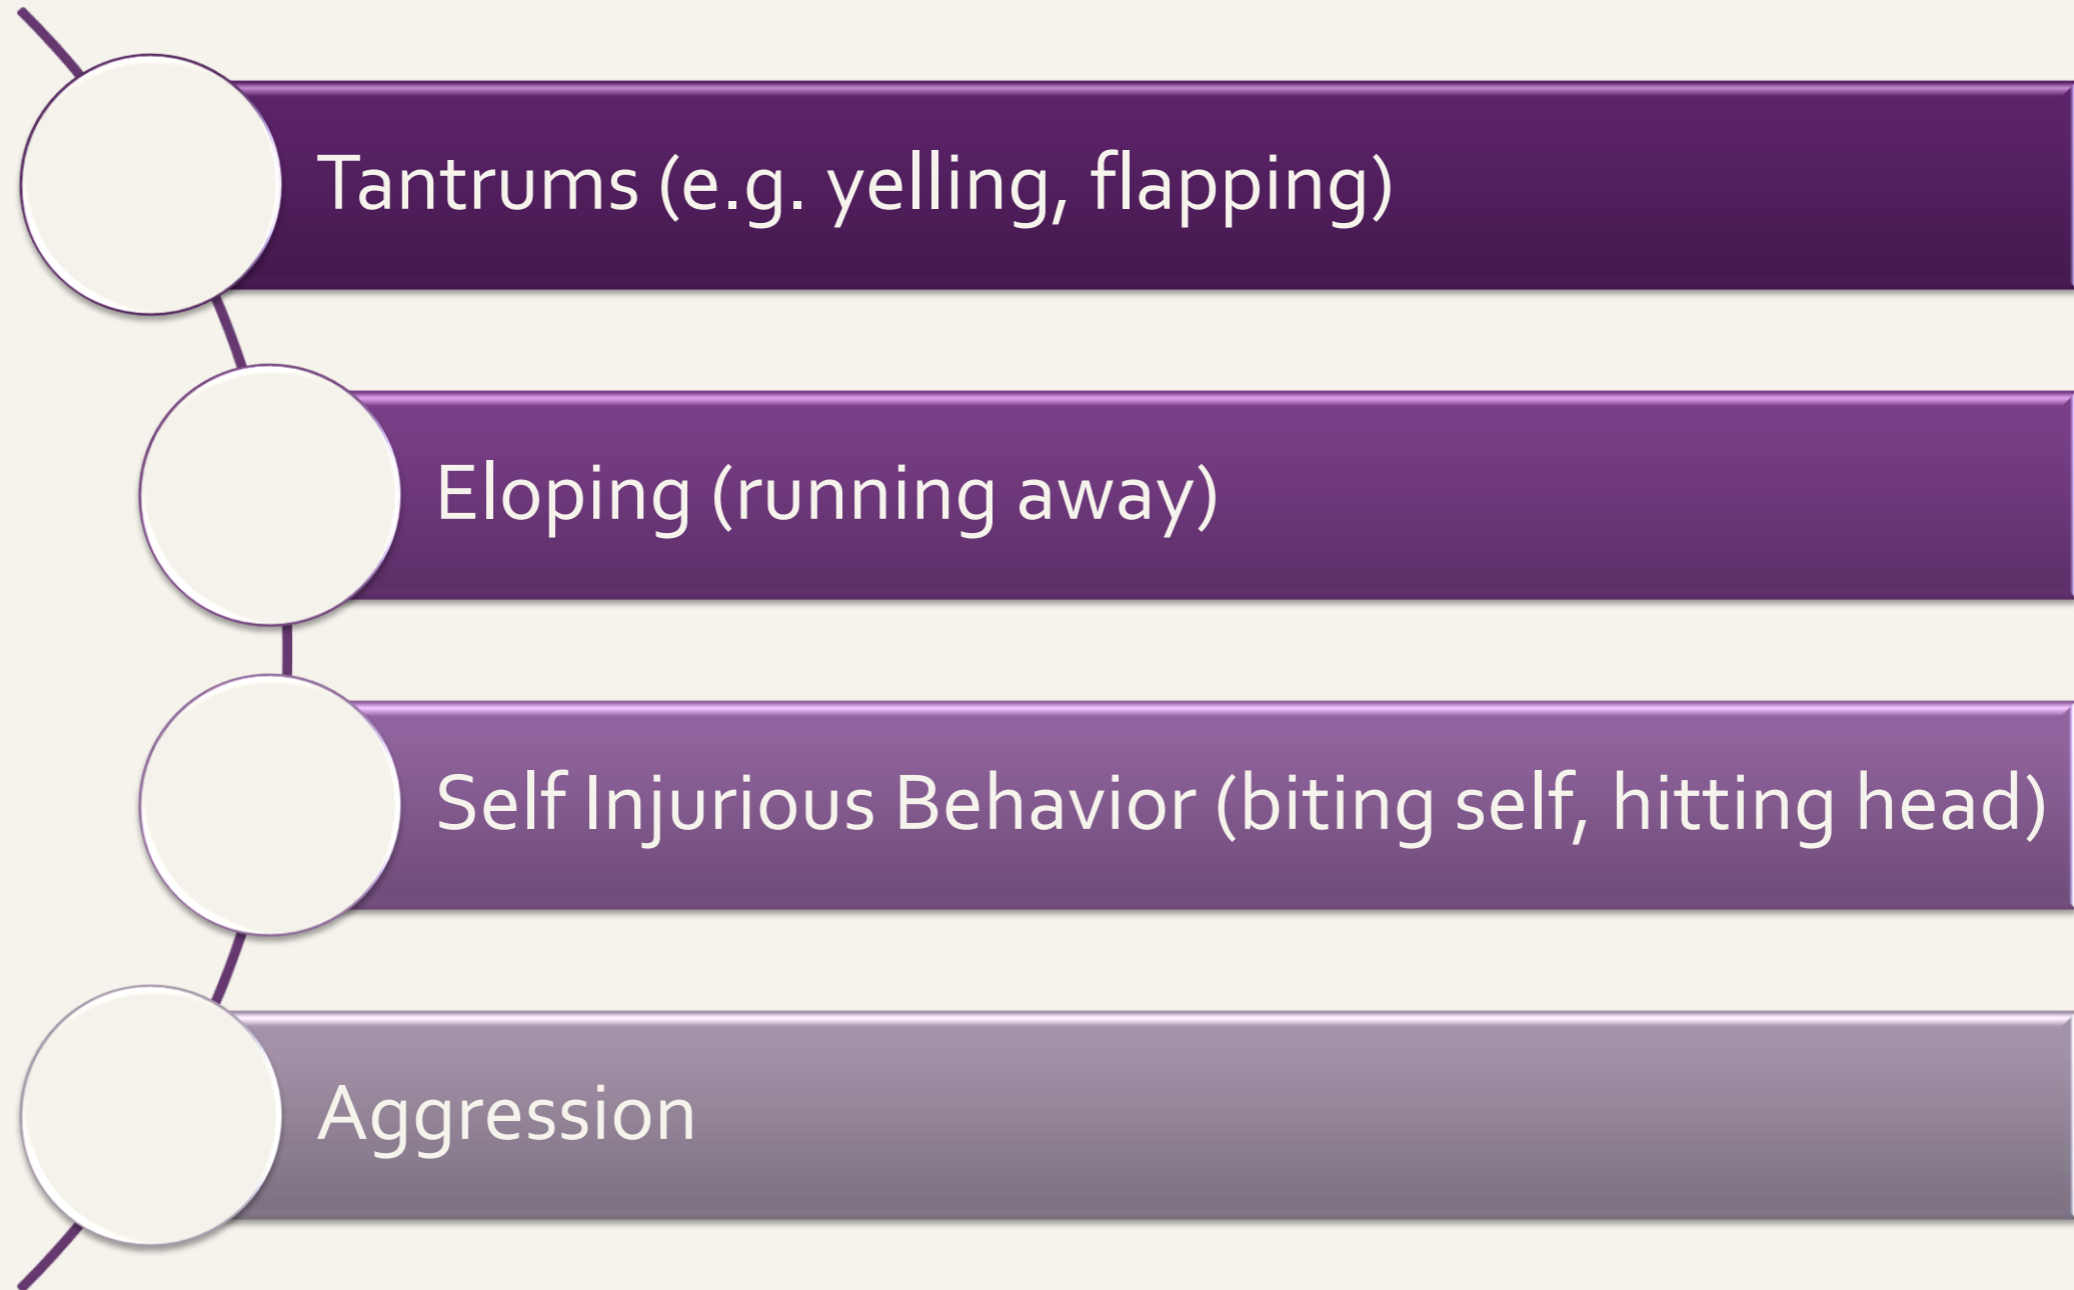 Tantrums (e.g. yelling, flapping)
Eloping (running away)
Self Injurious Behavior (biting self, hitting head)
Aggression